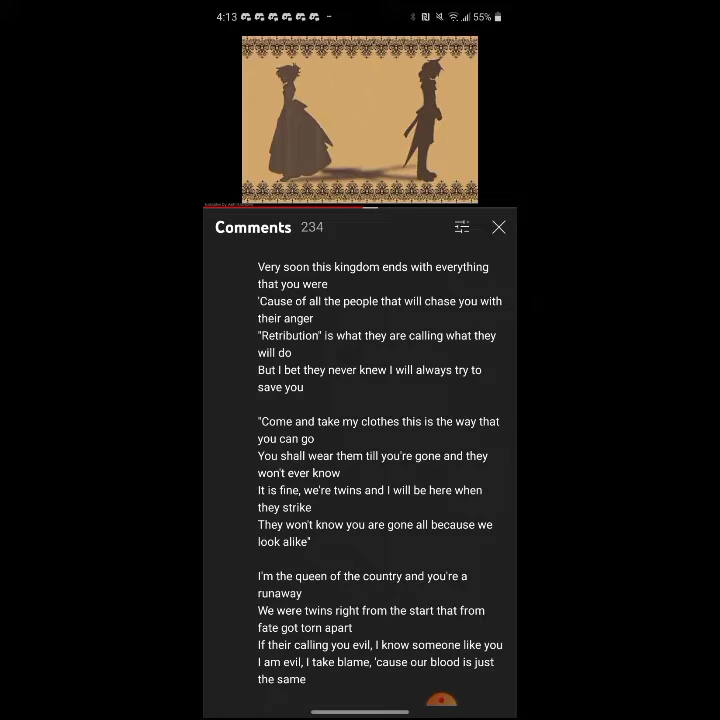 4:13
55%
Comments 234
Very soon this kingdom ends with everything
that you were
'Cause of all the people that will chase you with
their anger
"Retribution" is what they are calling what they
will do
But I bet they never knew I will always try to
save you
"Come and take my clothes this is the way that
you can go
You shall wear them till you're gone and they
won't ever know
It is fine, we're twins and I will be here when
they strike
They won't know you are gone all because we
look alike"
I'm the queen of the country and you're a
runaway
We were twins right from the start that from
fate got torn apart
If their calling you evil, I know someone like you
I am evil, I take blame, 'cause our blood is just
the same